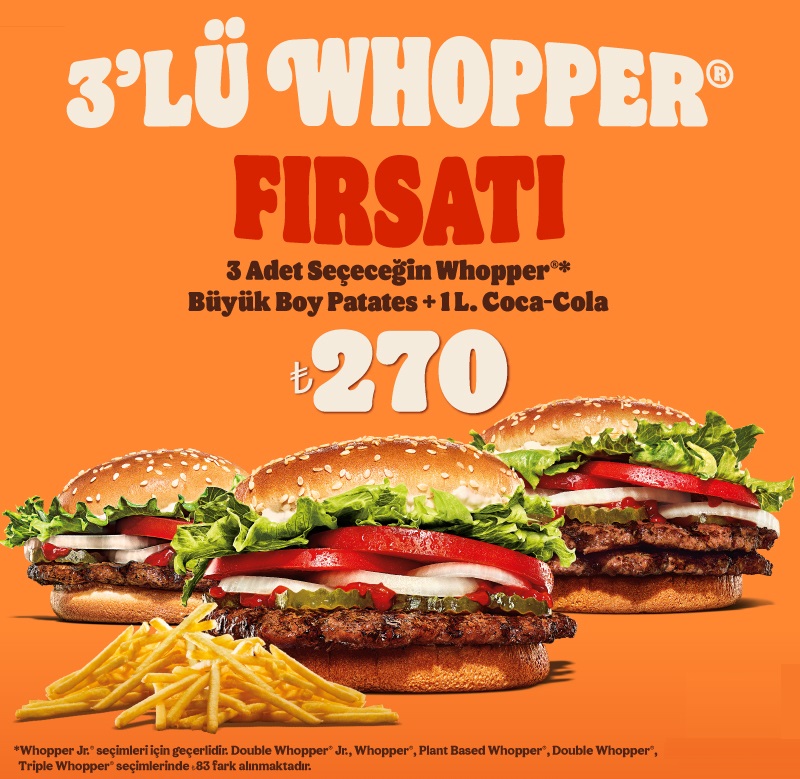 3'LÜ WHOPPER®
FIRSATI
3 Adet Seçeceğin Whopper®*
Büyük Boy Patates + 1 L. Coca-Cola
₺270
*Whopper Jr.® seçimleri için geçerlidir. Double Whopper® Jr., Whopper®, Plant Based Whopper®, Double Whopper®,
Triple Whopper® seçimlerinde ₺83 fark alınmaktadır.